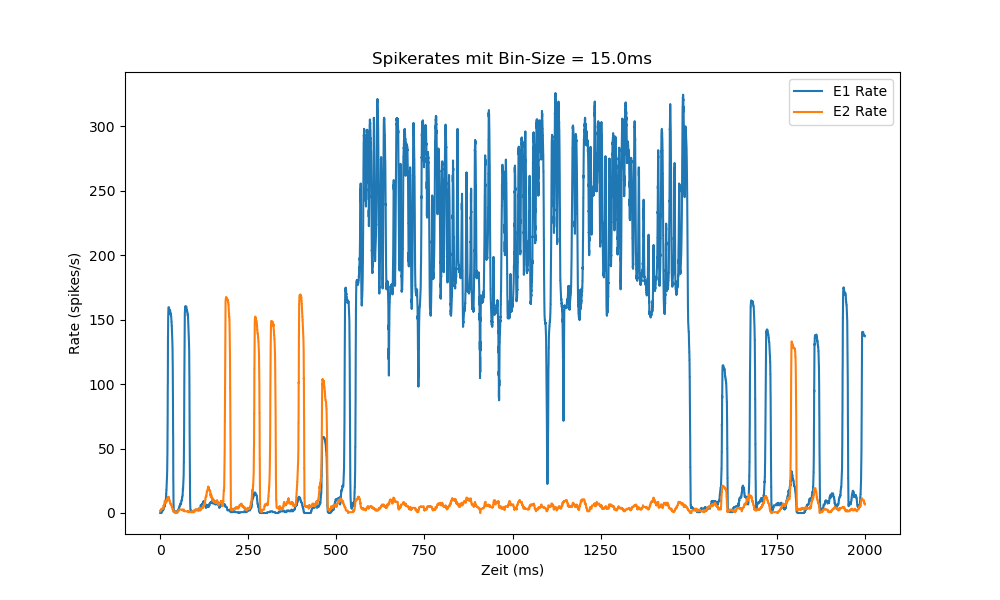 Spikerates mit Bin-Size = 15.0ms
E1 Rate
E2 Rate
300
250
200
150
100
50
0
Rate (spikes/s)
0 250 500 750 1000 1250 1500 1750 2000
Zeit (ms)